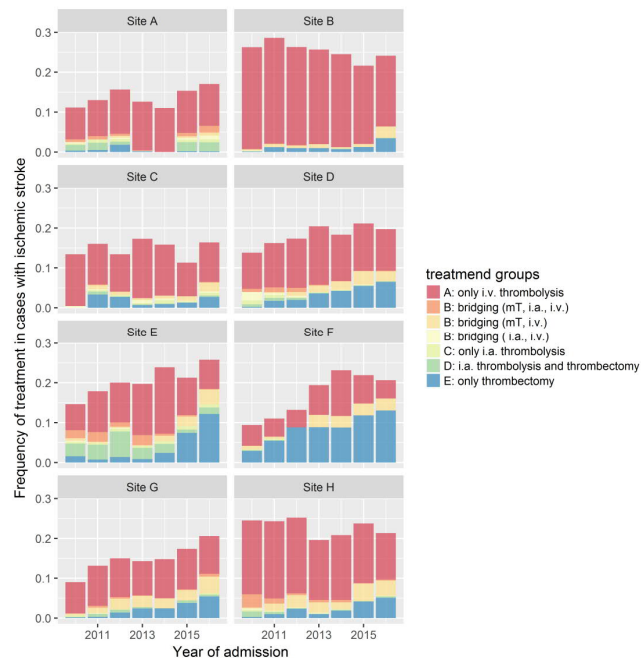 Site A
Site B
0.3
0.2
0.1
0.0
Site C
Site D
0.3
0.2
0.1
0.0
Site E
Site F
0.3
0.2
0.1
0.0
Site G
Site H
0.3
0.2
0.1
0.0
2011 2013 2015
2011 2013 2015
Year of admission
Frequency of treatment in cases with ischemic stroke
treatmend groups
A: only i.v. thrombolysis
B: bridging (mT, i.a., i.v.)
B: bridging (mT, i.v.)
B: bridging ( i.a., i.v.)
C: only i.a. thrombolysis
D: i.a. thrombolysis and thrombectomy
E: only thrombectomy